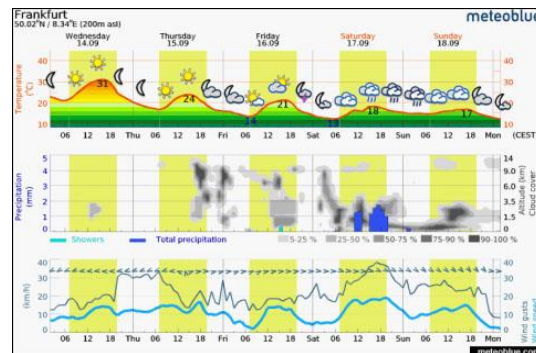 Frankfurt
50.02°N / 8.34°E (200m asl)
meteoblue
Wednesday Thursday Friday Saturday Sunday
14.09 15.09 16.09 17.09 18.09
Temperature
(°C)
40 40
30 30
20 20
10 10
31 24 14 21 13 18 17
06 12 18 Thu 06 12 18 Fri 06 12 18 Sat 06 12 18 Sun 06 12 18 Mon (CEST)
Precipitation
(mm)
5 14
4 9.0
3 6.0
2 3.5
1 1.5
0 0
Altitude (km)
Cloud cover
Showers Total precipitation 5-25 % 25-50 % 50-75 % 75-90 % 90-100 %
(km/h)
40 40
30 30
20 20
10 10
0 0
Wind gusts
Wind speed
06 12 18 Thu 06 12 18 Fri 06 12 18 Sat 06 12 18 Sun 06 12 18 Mon
meteoblue.com